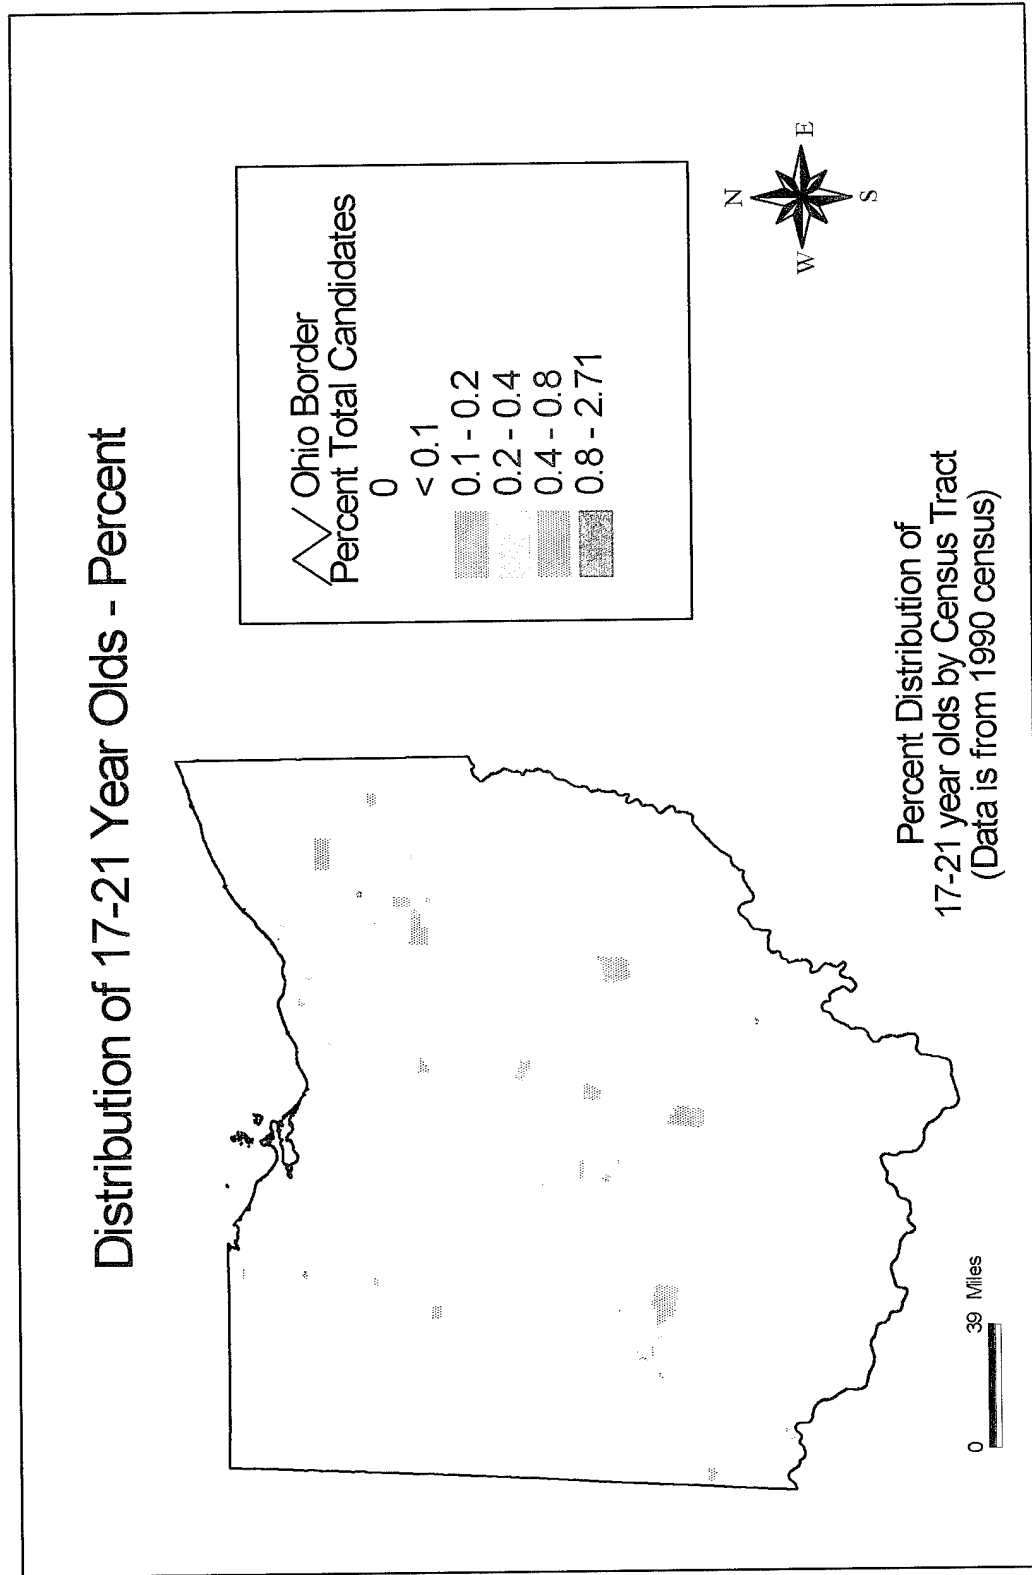 Distribution of 17-21 Year Olds - Percent
Ohio Border
Percent Total Candidates
0
< 0.1
0.1 - 0.2
0.2 - 0.4
0.4 - 0.8
0.8 - 2.71
N
W
E
S
0
39 Miles
Percent Distribution of
17-21 year olds by Census Tract
(Data is from 1990 census)